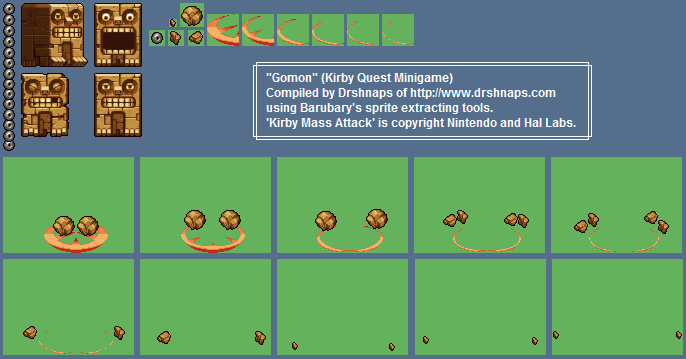 "Gomon" (Kirby Quest Minigame)
Compiled by Drshnaps of http://www.drshnaps.com
using Barubary's sprite extracting tools.
'Kirby Mass Attack' is copyright Nintendo and Hal Labs.